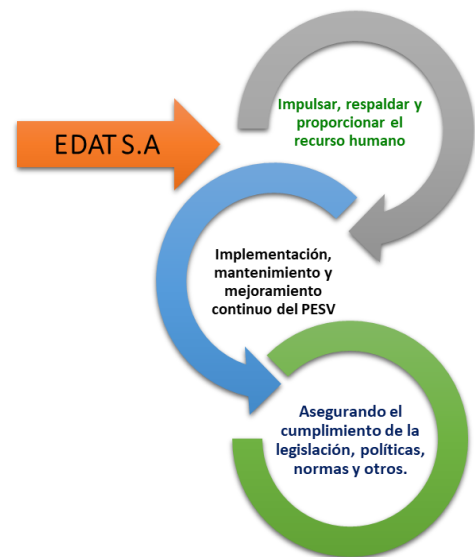 EDAT S.A
Impulsar, respaldar y
proporcionar el
recurso humano
Implementación,
mantenimiento y
mejoramiento
continuo del PESV
Asegurando el
cumplimiento de la
legislación, políticas,
normas y otros.